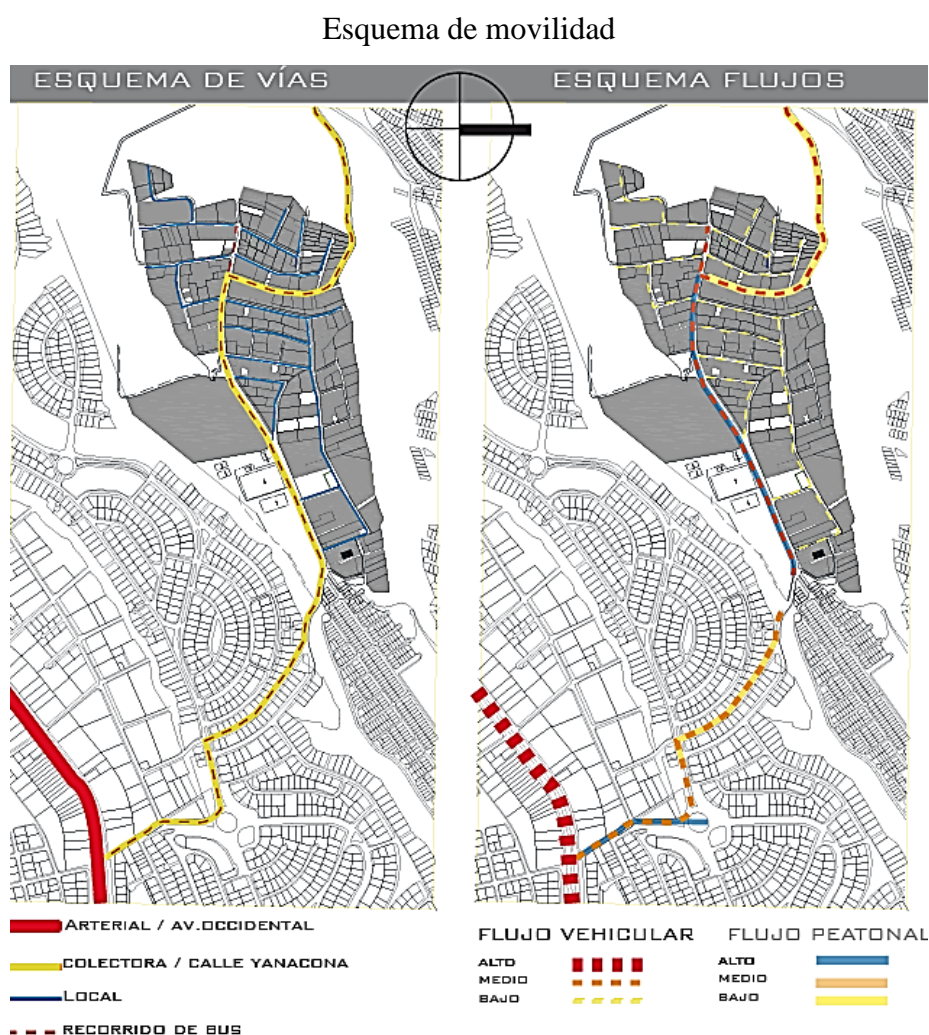 Esquema de movilidad
ESQUEMA DE VÍAS
ESQUEMA FLUJOS
ARTERIAL / AV.OCCIDENTAL
COLECTORA / CALLE YANACONA
LOCAL
RECORRIDO DE BUS
FLUJO VEHICULAR
ALTO
MEDIO
BAJO
FLUJO PEATONAL
ALTO
MEDIO
BAJO